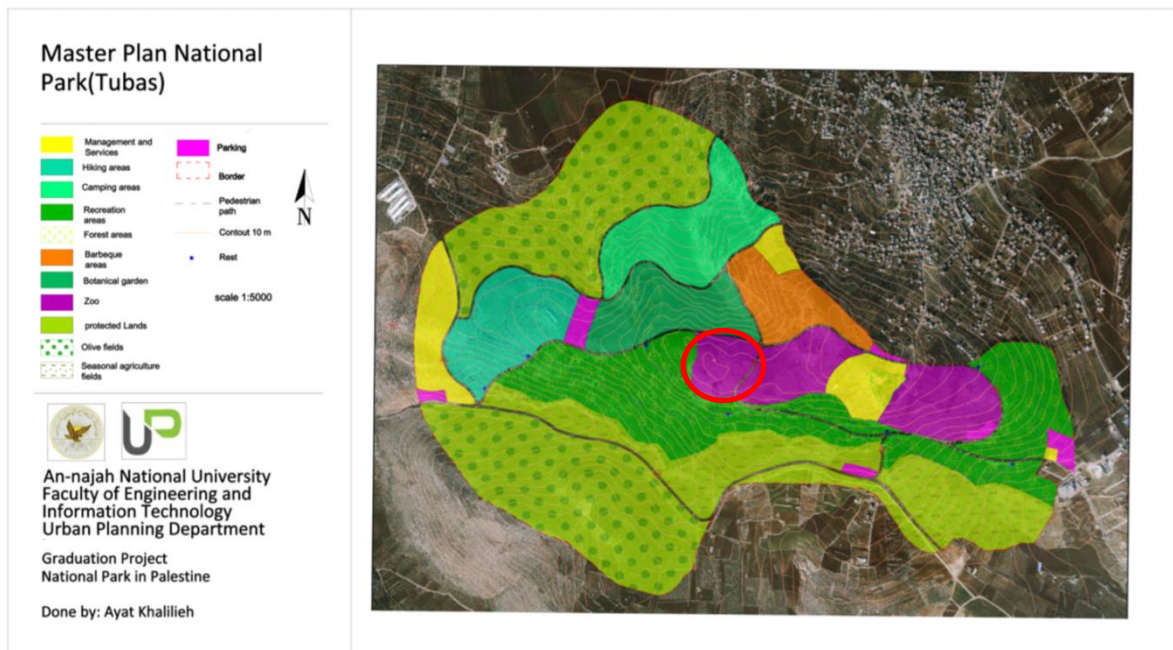 Master Plan National
Park(Tubas)
Management and
Services
Hiking areas
Camping areas
Recreation
areas
Forest areas
Barbeque
areas
Botanical garden
Zoo
protected Lands
Olive fields
Seasonal agriculture
fields
Parking
Border
Pedestrian
path
Contout 10 m
Rest
N
scale 1:5000
UP
An-najah National University
Faculty of Engineering and
Information Technology
Urban Planning Department
Graduation Project
National Park in Palestine
Done by: Ayat Khalilieh